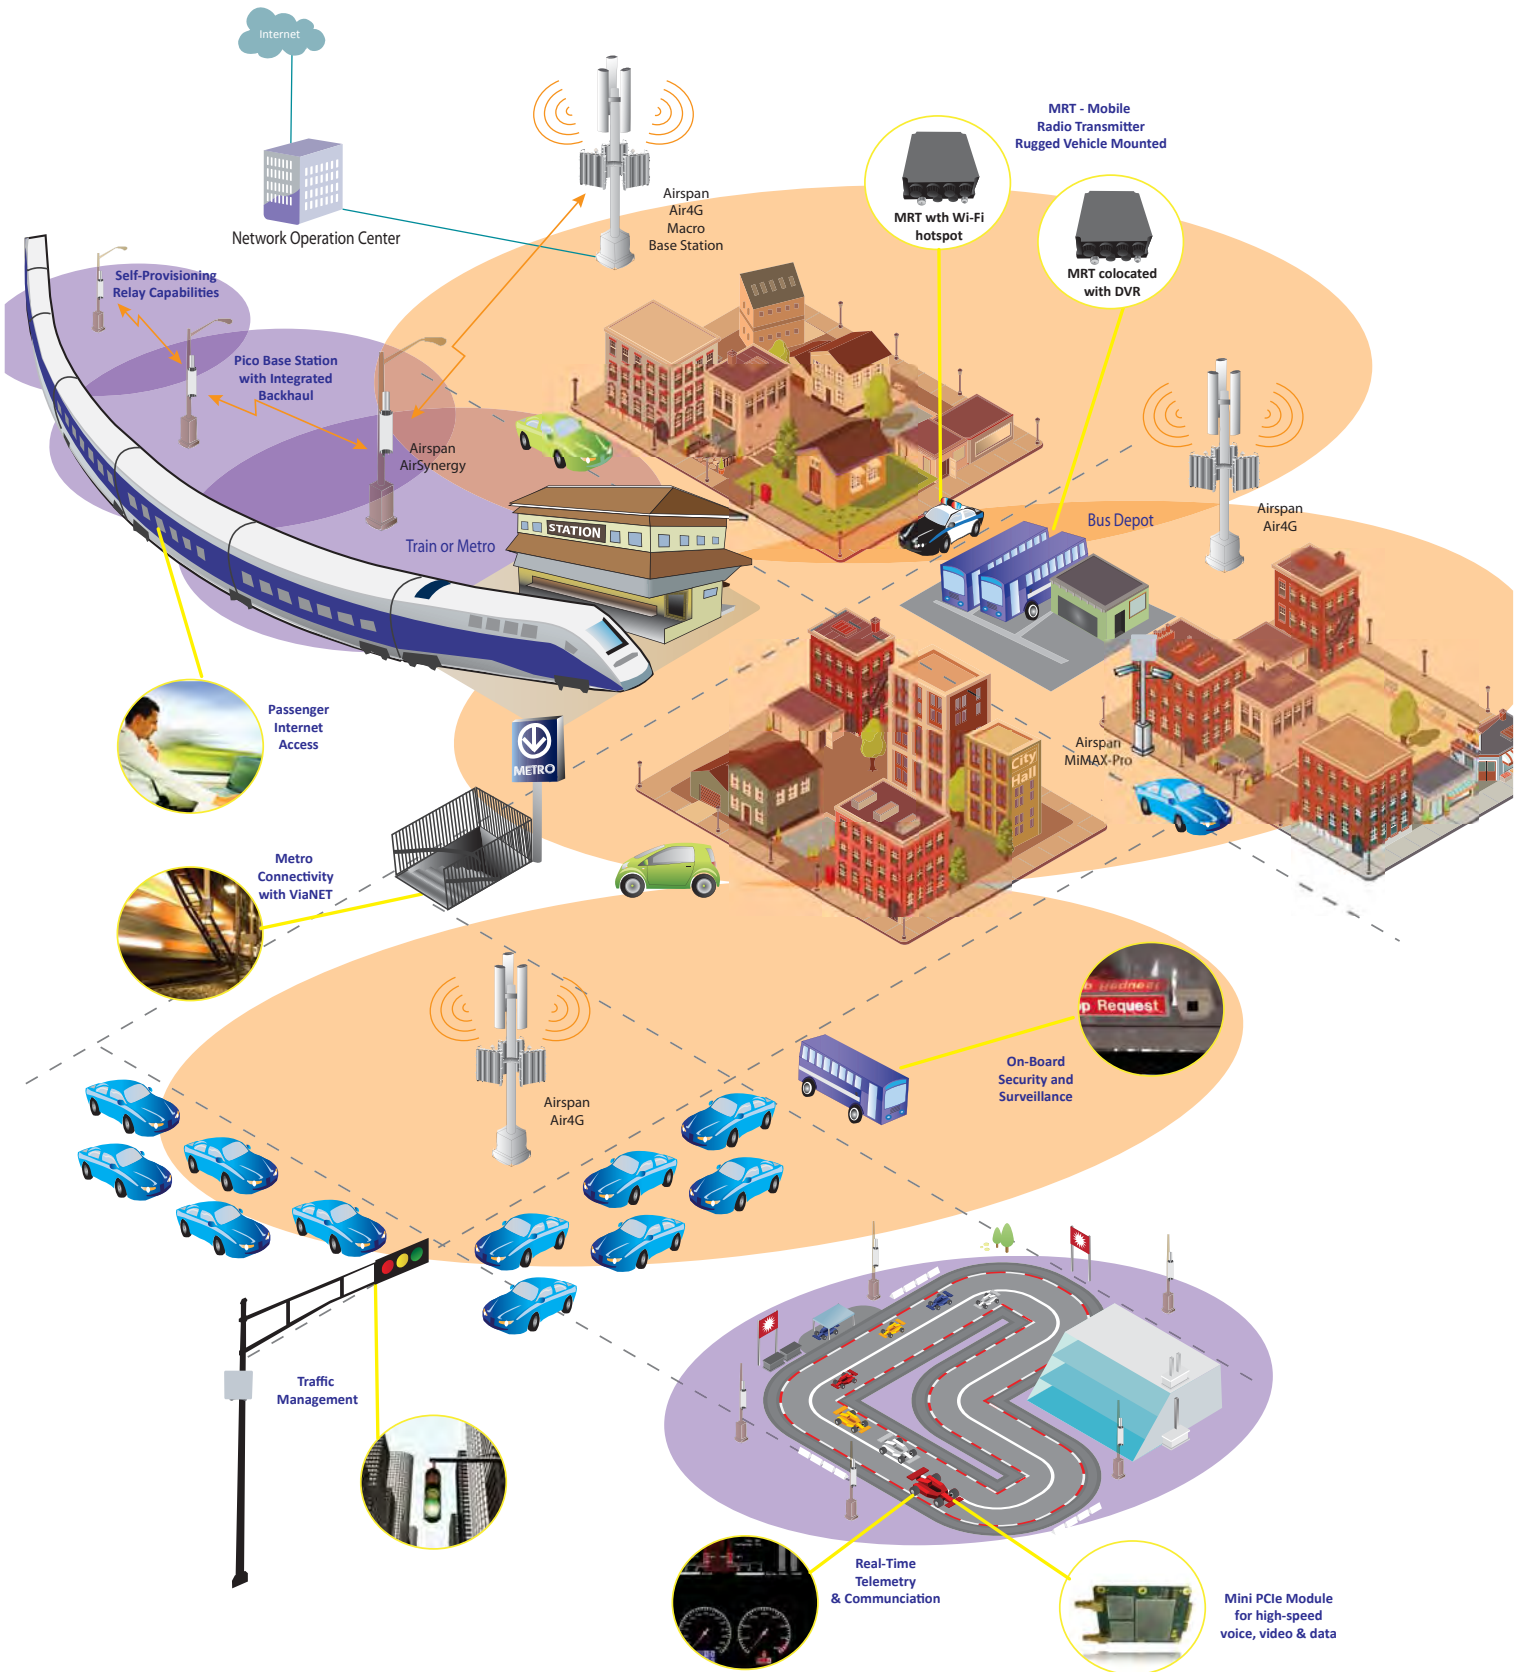 Internet
Network Operation Center
Airspan
Air4G
Macro
Base Station
MRT - Mobile
Radio Transmitter
Rugged Vehicle Mounted
MRT wth Wi-Fi
hotspot
MRT colocated
with DVR
Self-Provisioning
Relay Capabilities
Pico Base Station
with Integrated
Backhaul
Airspan
AirSynergy
Airspan
Air4G
Bus Depot
STATION
Train or Metro
Passenger
Internet
Access
METRO
Airspan
MiMAX-Pro
City
Hall
Metro
Connectivity
with ViaNET
p Request
On-Board
Security and
Surveillance
Airspan
Air4G
Traffic
Management
Real-Time
Telemetry
& Communciation
Mini PCIe Module
for high-speed
voice, video & data